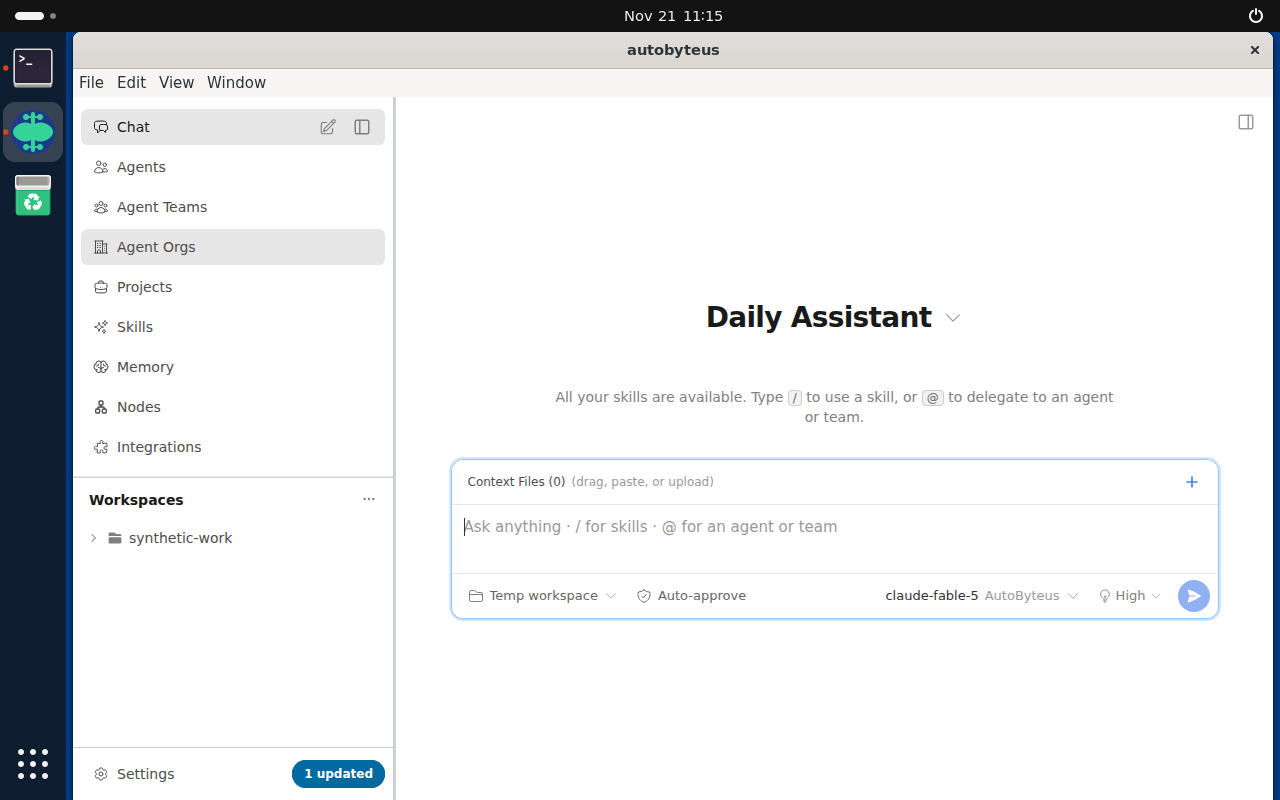 Nov 21 11:15
autobyteus
File Edit View Window
Chat
Agents
Agent Teams
Agent Orgs
Projects
Skills
Memory
Nodes
Integrations
Workspaces
synthetic-work
Settings
1 updated
Daily Assistant
All your skills are available. Type / to use a skill, or @ to delegate to an agent
or team.
Context Files (0) (drag, paste, or upload)
Ask anything · / for skills · @ for an agent or team
Temp workspace Auto-approve claude-fable-5 AutoByteus High